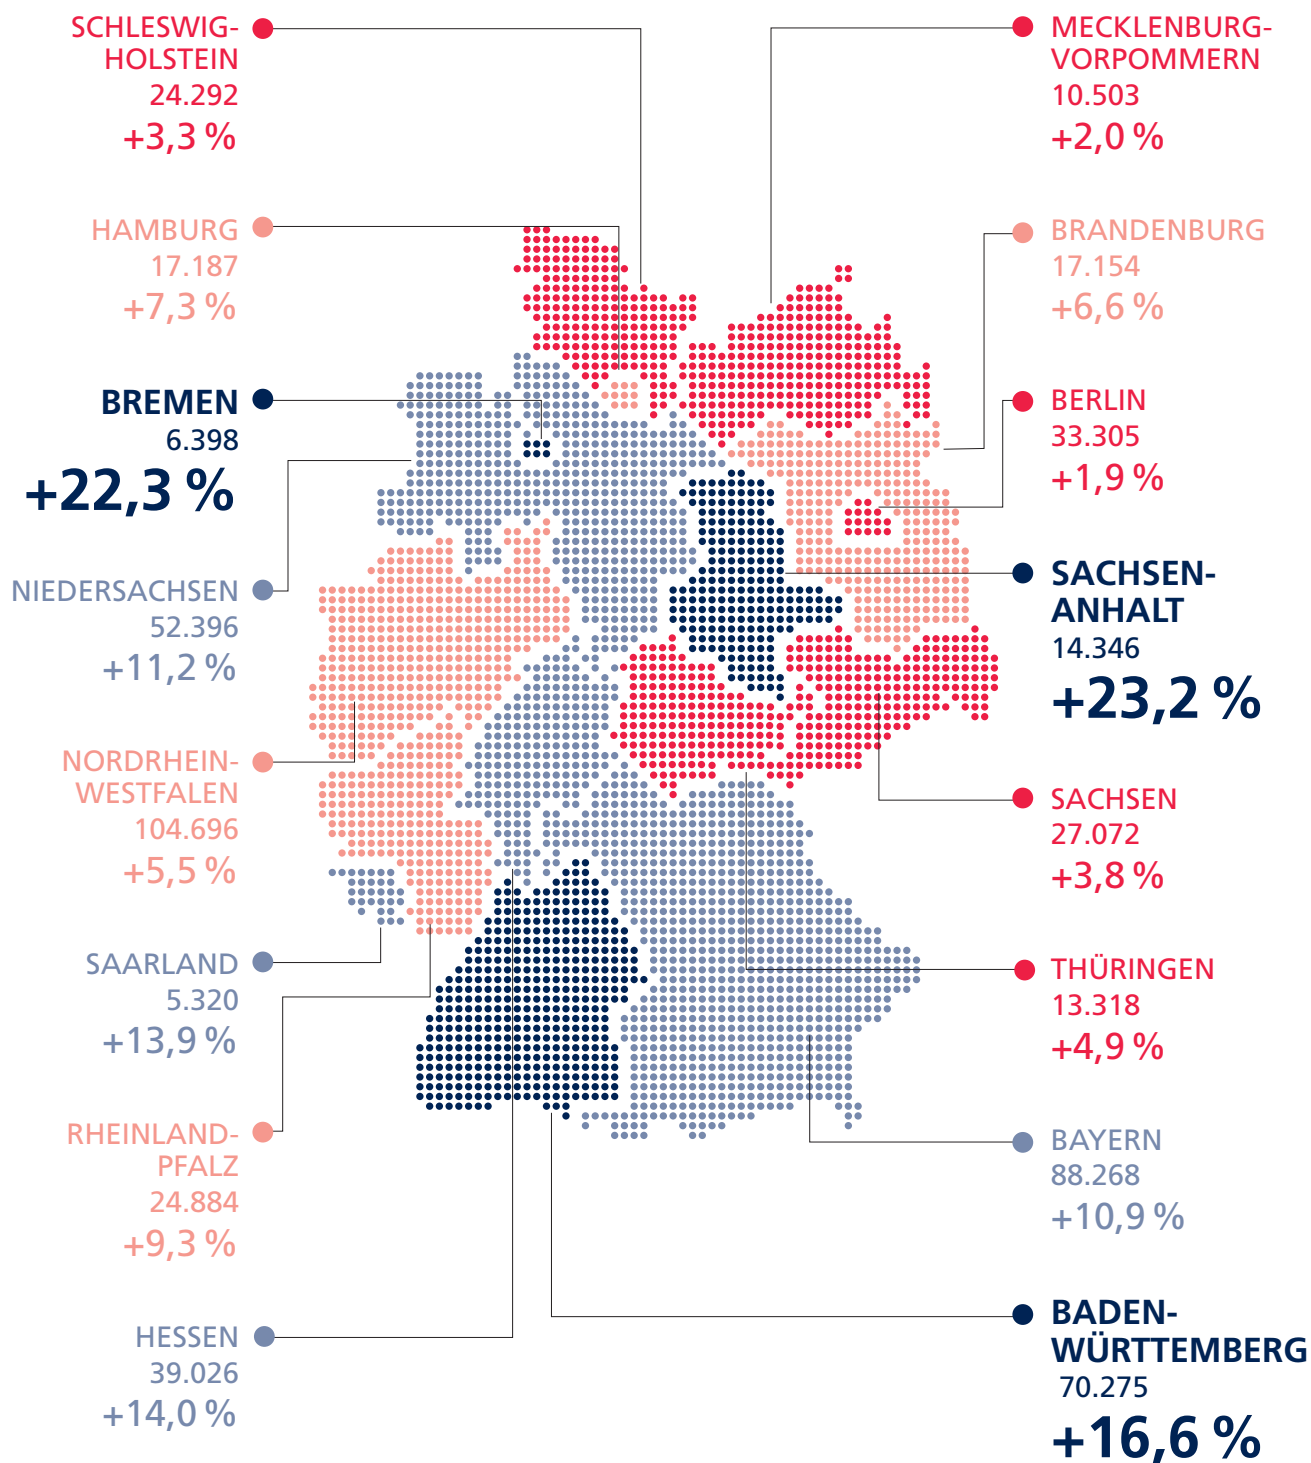 SCHLESWIG-
HOLSTEIN
24.292
+3,3 %
HAMBURG
17.187
+7,3 %
BREMEN
6.398
+22,3 %
NIEDERSACHSEN
52.396
+11,2 %
NORDRHEIN-
WESTFALEN
104.696
+5,5 %
SAARLAND
5.320
+13,9 %
RHEINLAND-
PFALZ
24.884
+9,3 %
HESSEN
39.026
+14,0 %
MECKLENBURG-
VORPOMMERN
10.503
+2,0 %
BRANDENBURG
17.154
+6,6 %
BERLIN
33.305
+1,9 %
SACHSEN-
ANHALT
14.346
+23,2 %
SACHSEN
27.072
+3,8 %
THÜRINGEN
13.318
+4,9 %
BAYERN
88.268
+10,9 %
BADEN-
WÜRTTEMBERG
70.275
+16,6 %